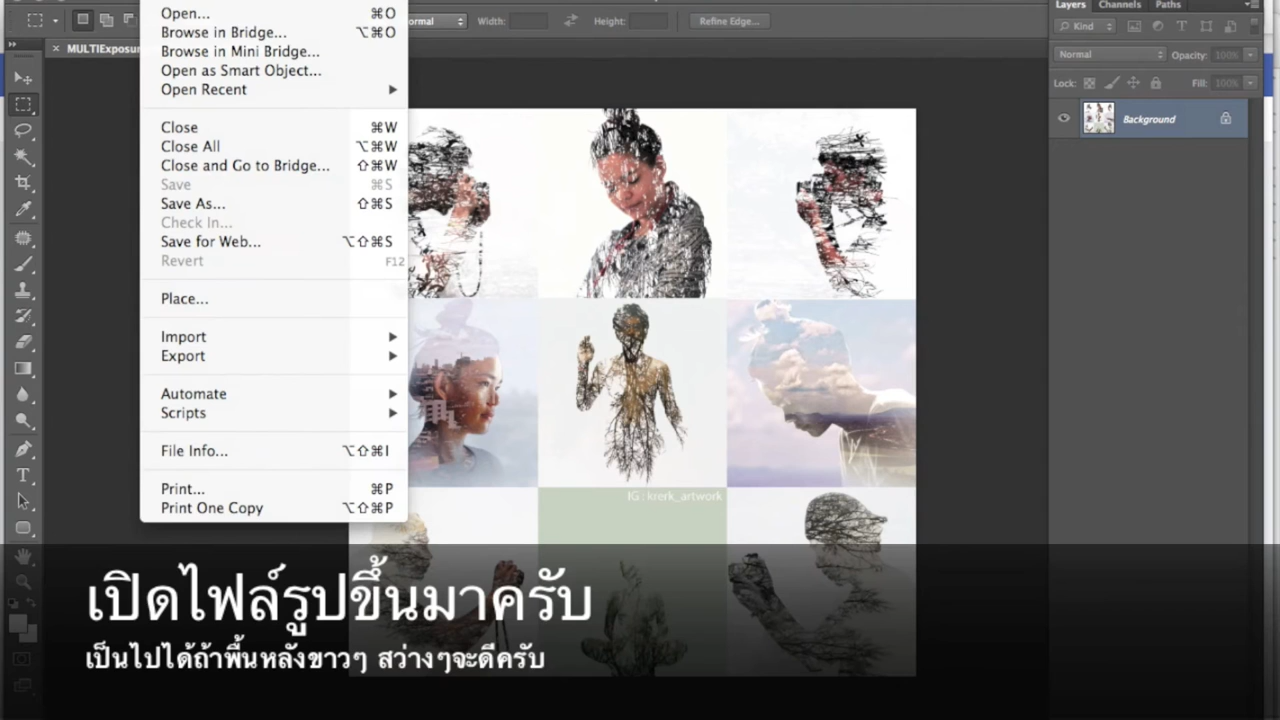 Open... ⌘O
Browse in Bridge... ⌥⌘O
Browse in Mini Bridge...
Open as Smart Object...
Open Recent
Close ⌘W
Close All ⌥⌘W
Close and Go to Bridge... ⇧⌘W
Save ⌘S
Save As... ⇧⌘S
Check In...
Save for Web... ⌥⇧⌘S
Revert F12
Place...
Import
Export
Automate
Scripts
File Info... ⌥⇧⌘I
Print... ⌘P
Print One Copy ⌥⇧⌘P
Width: Height: Refine Edge...
Layers Channels Paths
Kind
Normal Opacity: 100%
Lock: Fill: 100%
Background
IG : krerk_artwork
เปิดไฟล์รูปขึ้นมาครับ
เป็นไปได้ถ้าพื้นหลังขาวๆ สว่างๆจะดีครับ